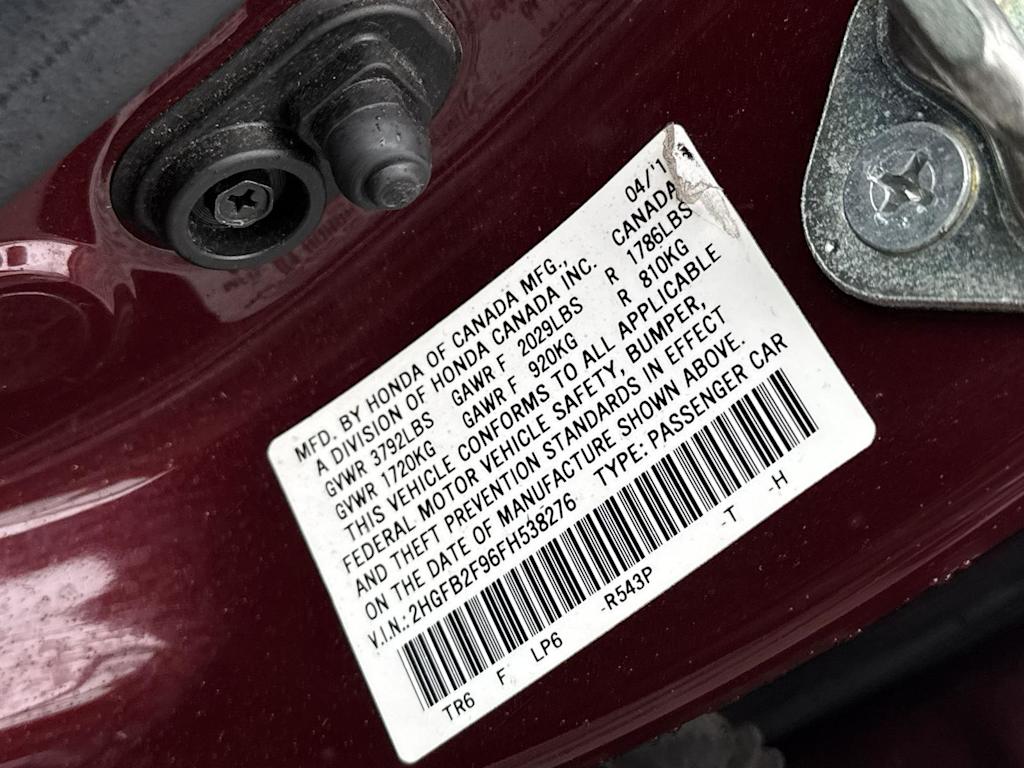 MFD. BY HONDA OF CANADA MFG., 04/'1
A DIVISION OF HONDA CANADA INC. CANADA
GVWR 3792LBS GAWR F 2029LBS R 1786LBS
GVWR 1720KG GAWR F 920KG R 810KG
THIS VEHICLE CONFORMS TO ALL APPLICABLE
FEDERAL MOTOR VEHICLE SAFETY, BUMPER,
AND THEFT PREVENTION STANDARDS IN EFFECT
ON THE DATE OF MANUFACTURE SHOWN ABOVE.
V.I.N.: 2HGFB2F96FH538276 TYPE: PASSENGER CAR
TR6 F LP6 -R543P -T -H